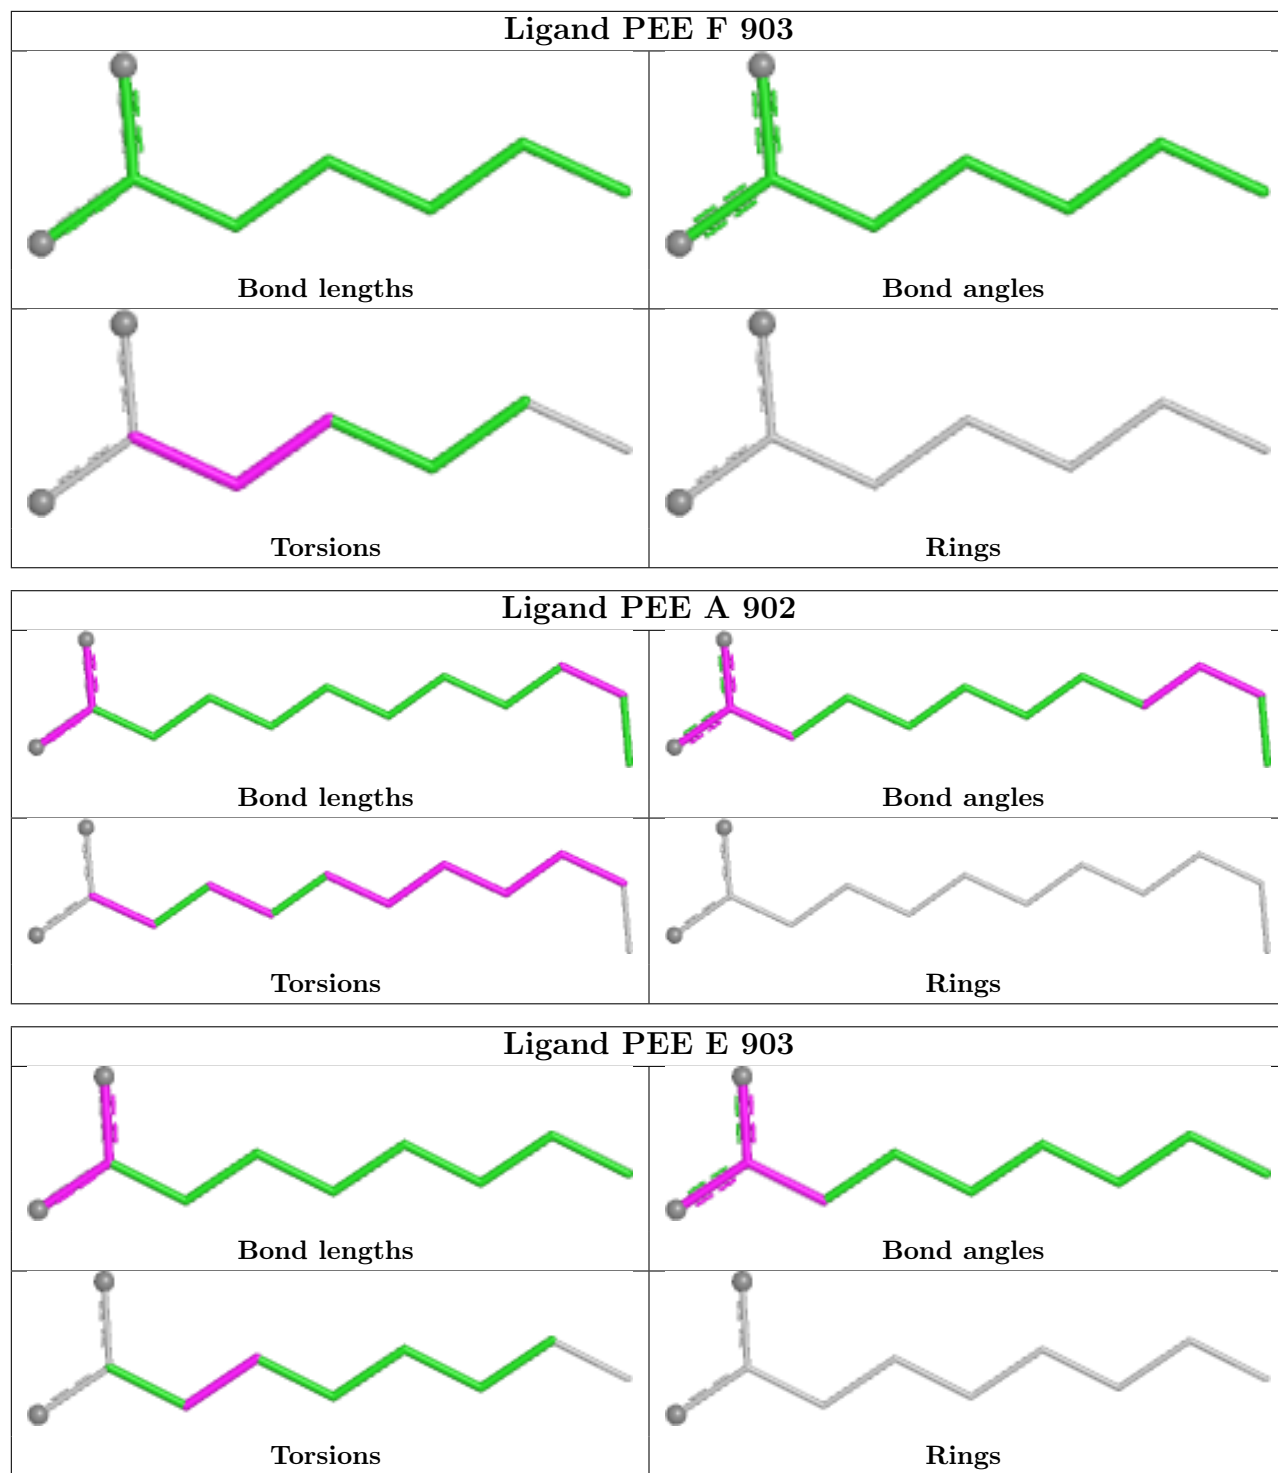 Ligand PEE F 903
Bond lengths
Bond angles
Torsions
Rings
Ligand PEE A 902
Bond lengths
Bond angles
Torsions
Rings
Ligand PEE E 903
Bond lengths
Bond angles
Torsions
Rings